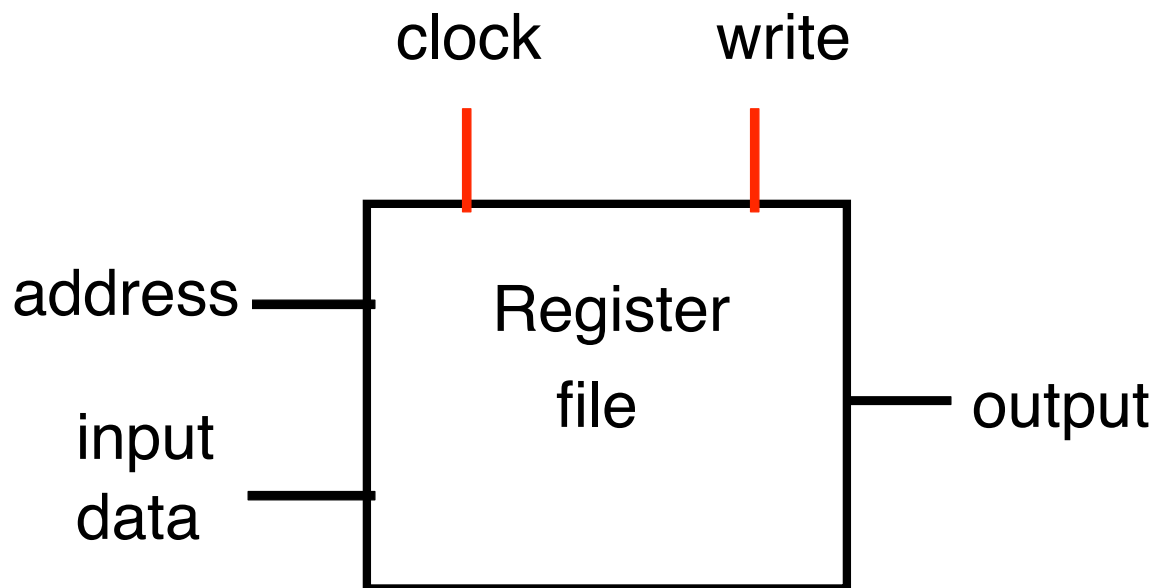 clock
write
address
Register
file
input
data
output